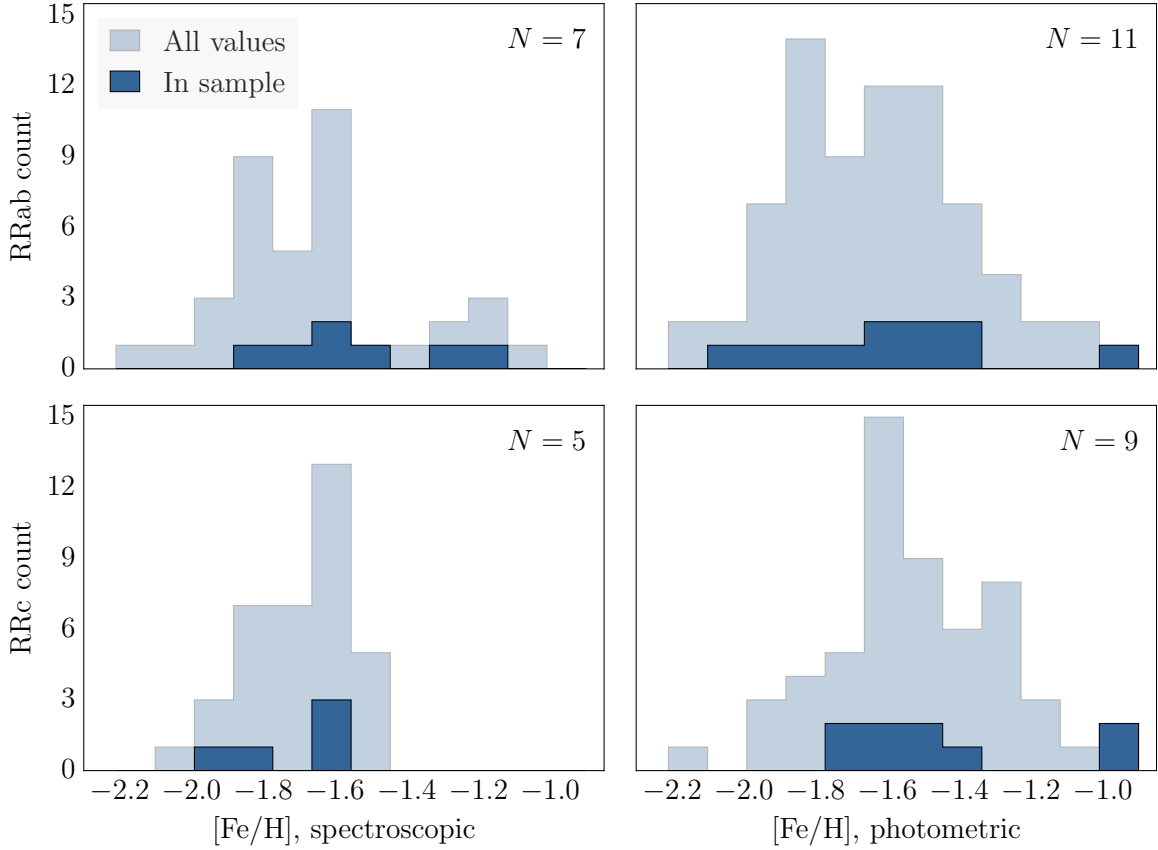 15
12
9
6
3
0
RRab count
All values
In sample
N = 7
N = 11
15
12
9
6
3
0
RRc count
N = 5
N = 9
−2.2 −2.0 −1.8 −1.6 −1.4 −1.2 −1.0
−2.2 −2.0 −1.8 −1.6 −1.4 −1.2 −1.0
[Fe/H], spectroscopic
[Fe/H], photometric